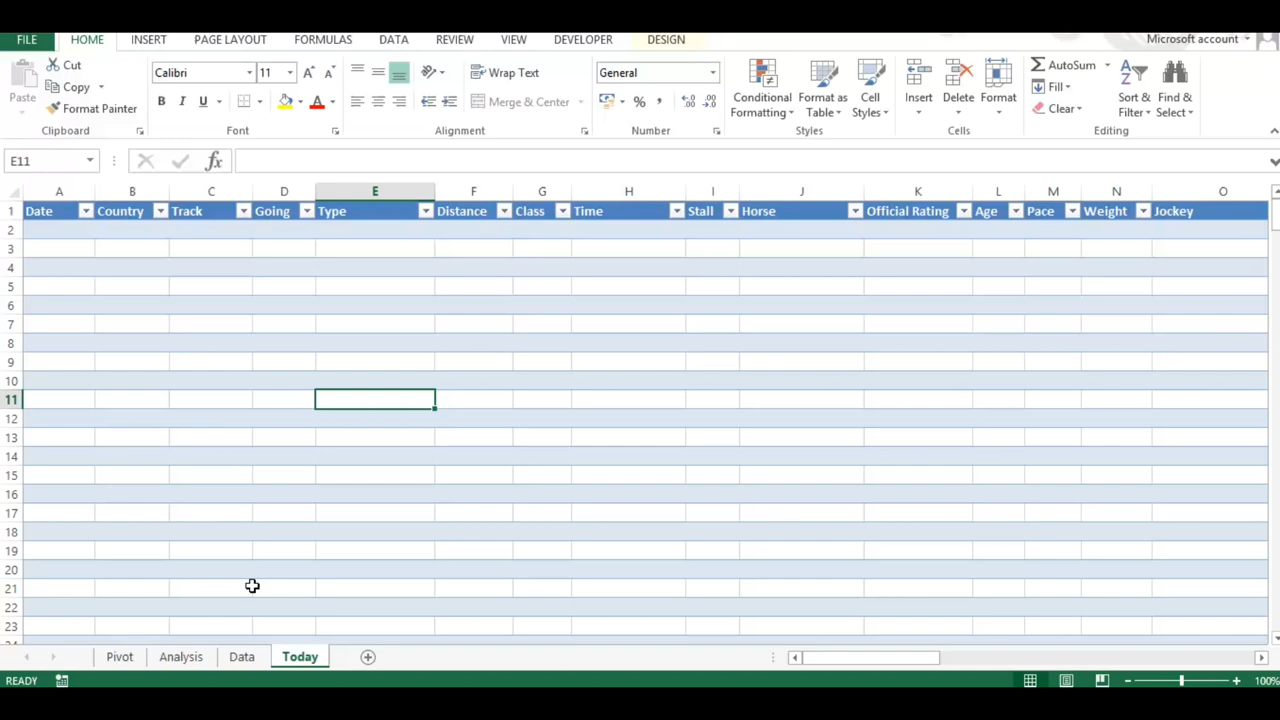 FILE HOME INSERT PAGE LAYOUT FORMULAS DATA REVIEW VIEW DEVELOPER DESIGN Microsoft account
Paste
Cut
Copy
Format Painter
Clipboard
Calibri 11
B I U A
Font
Wrap Text
Merge & Center
Alignment
General
% ,
Number
Conditional Formatting
Format as Table
Cell Styles
Styles
Insert Delete Format
Cells
AutoSum
Fill
Clear
Sort & Filter
Find & Select
Editing
E11 fx
A B C D E F G H I J K L M N O
1 Date Country Track Going Type Distance Class Time Stall Horse Official Rating Age Pace Weight Jockey
2
3
4
5
6
7
8
9
10
11
12
13
14
15
16
17
18
19
20
21
22
23
Pivot Analysis Data Today
READY 100%